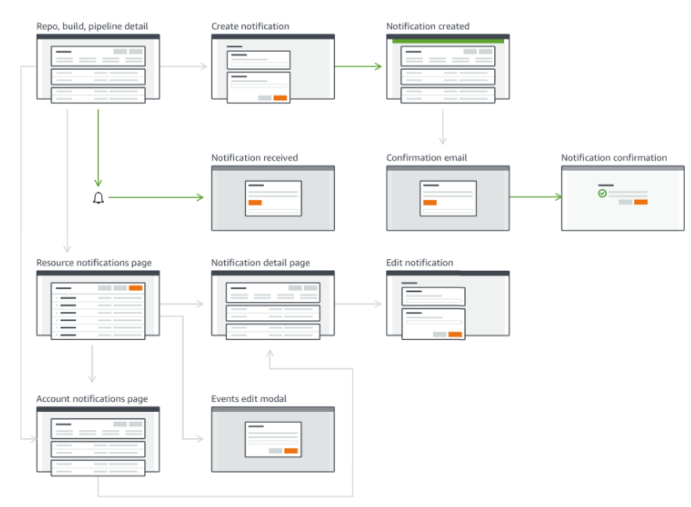 Repo, build, pipeline detail
Create notification
Notification created
Notification received
Confirmation email
Notification confirmation
Resource notifications page
Notification detail page
Edit notification
Account notifications page
Events edit modal